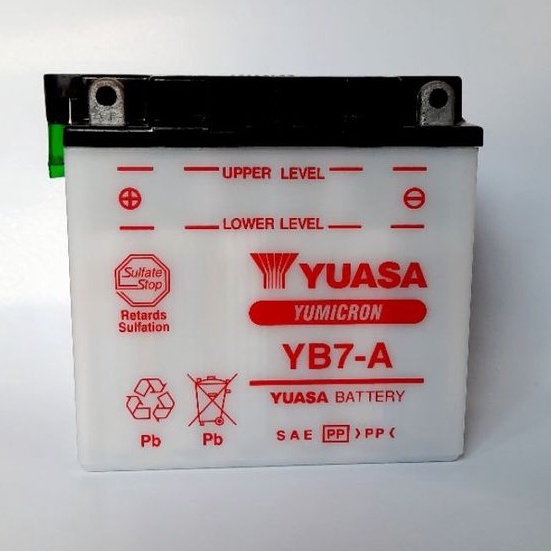 UPPER LEVEL
LOWER LEVEL
Sulfate
Stop
Retards
Sulfation
YUASA
YUMICRON
YB7-A
YUASA BATTERY
Pb
Pb
SAE PP >PP<